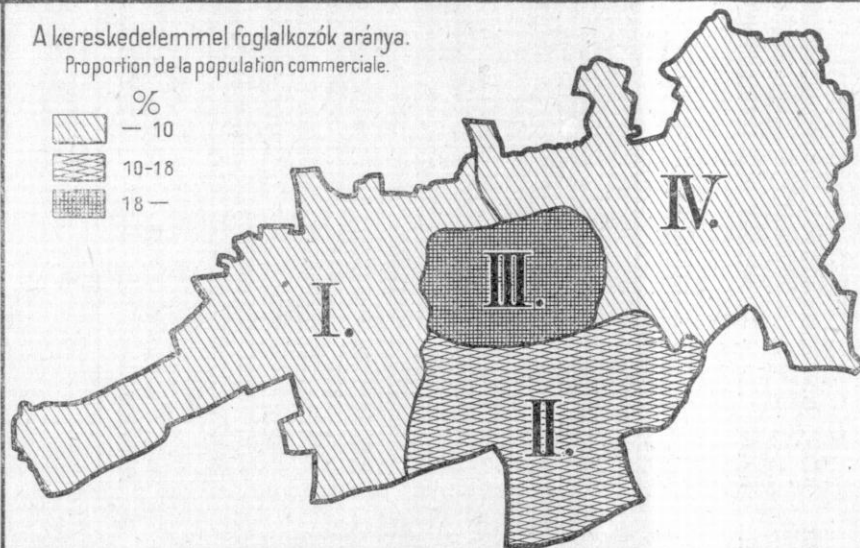 A kereskedelemmel foglalkozók aránya.
Proportion de la population commerciale.
%
— 10
10-18
18 —
I.
II.
III.
IV.